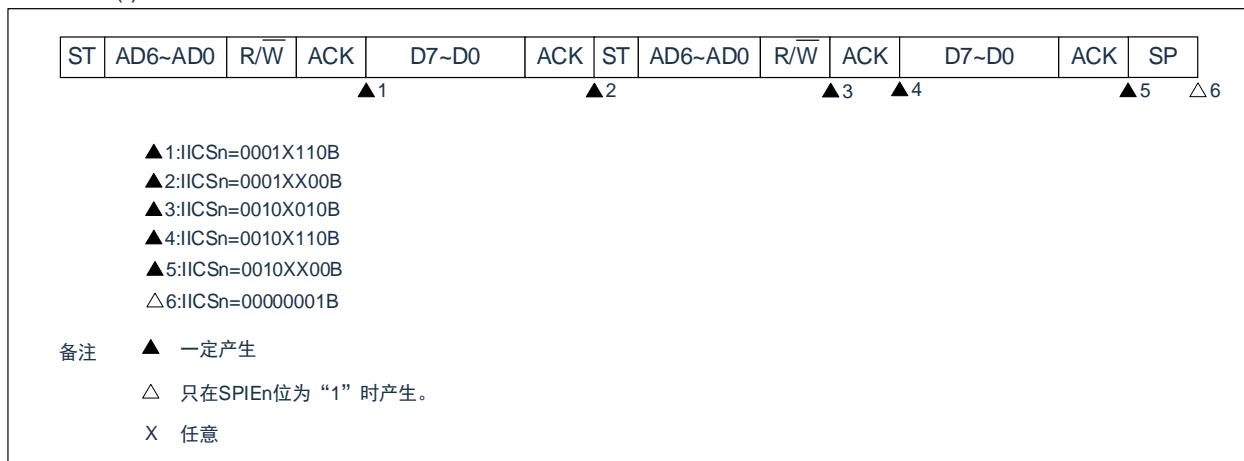 ST AD6~AD0 R/W ACK D7~D0 ACK ST AD6~AD0 R/W ACK D7~D0 ACK SP
▲1 ▲2 ▲3 ▲4 ▲5 △6
▲1:IICSn=0001X110B
▲2:IICSn=0001XX00B
▲3:IICSn=0010X010B
▲4:IICSn=0010X110B
▲5:IICSn=0010XX00B
△6:IICSn=00000001B
备注 ▲ 一定产生
△ 只在SPIEn位为“1”时产生。
X 任意